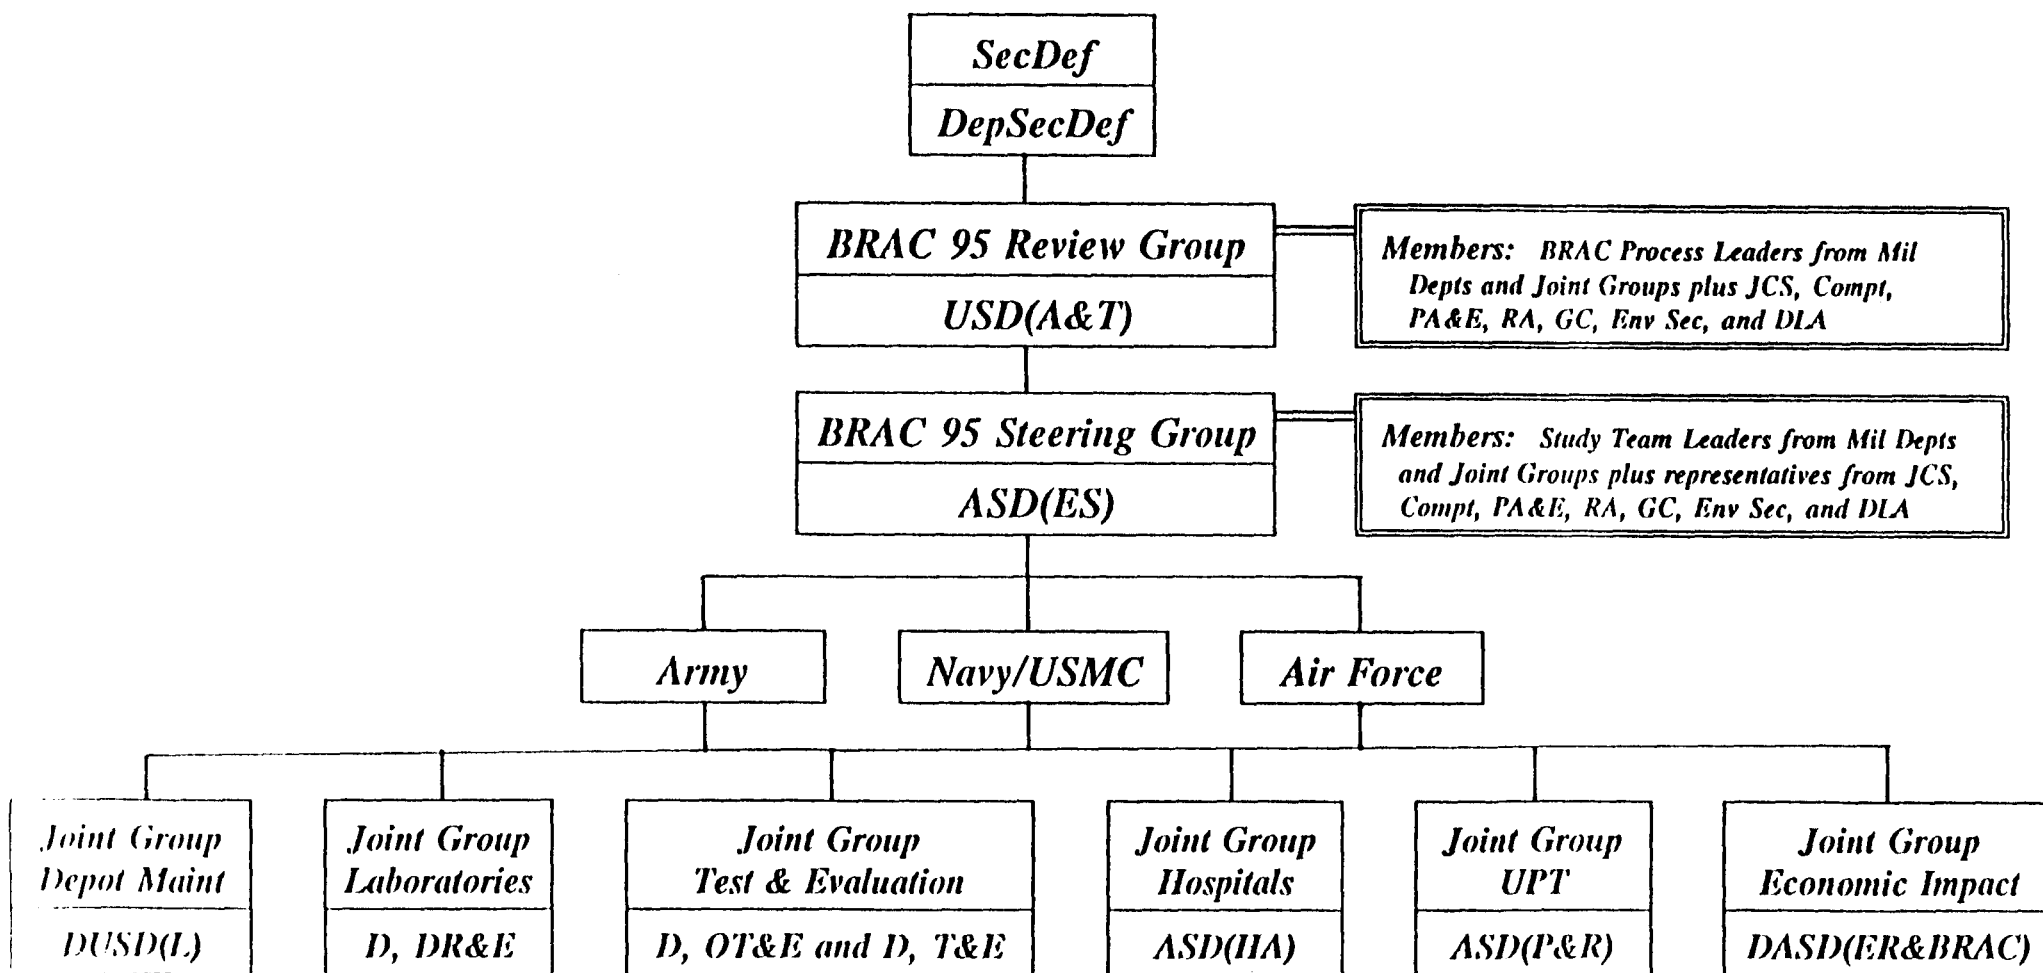 SecDef
DepSecDef
BRAC 95 Review Group
USD(A&T)
Members: BRAC Process Leaders from Mil
Depts and Joint Groups plus JCS, Compt,
PA&E, RA, GC, Env Sec, and DLA
BRAC 95 Steering Group
ASD(ES)
Members: Study Team Leaders from Mil Depts
and Joint Groups plus representatives from JCS,
Compt, PA&E, RA, GC, Env Sec, and DLA
Army
Navy/USMC
Air Force
Joint Group
Depot Maint
DUSD(L)
Joint Group
Laboratories
D, DR&E
Joint Group
Test & Evaluation
D, OT&E and D, T&E
Joint Group
Hospitals
ASD(HA)
Joint Group
UPT
ASD(P&R)
Joint Group
Economic Impact
DASD(ER&BRAC)